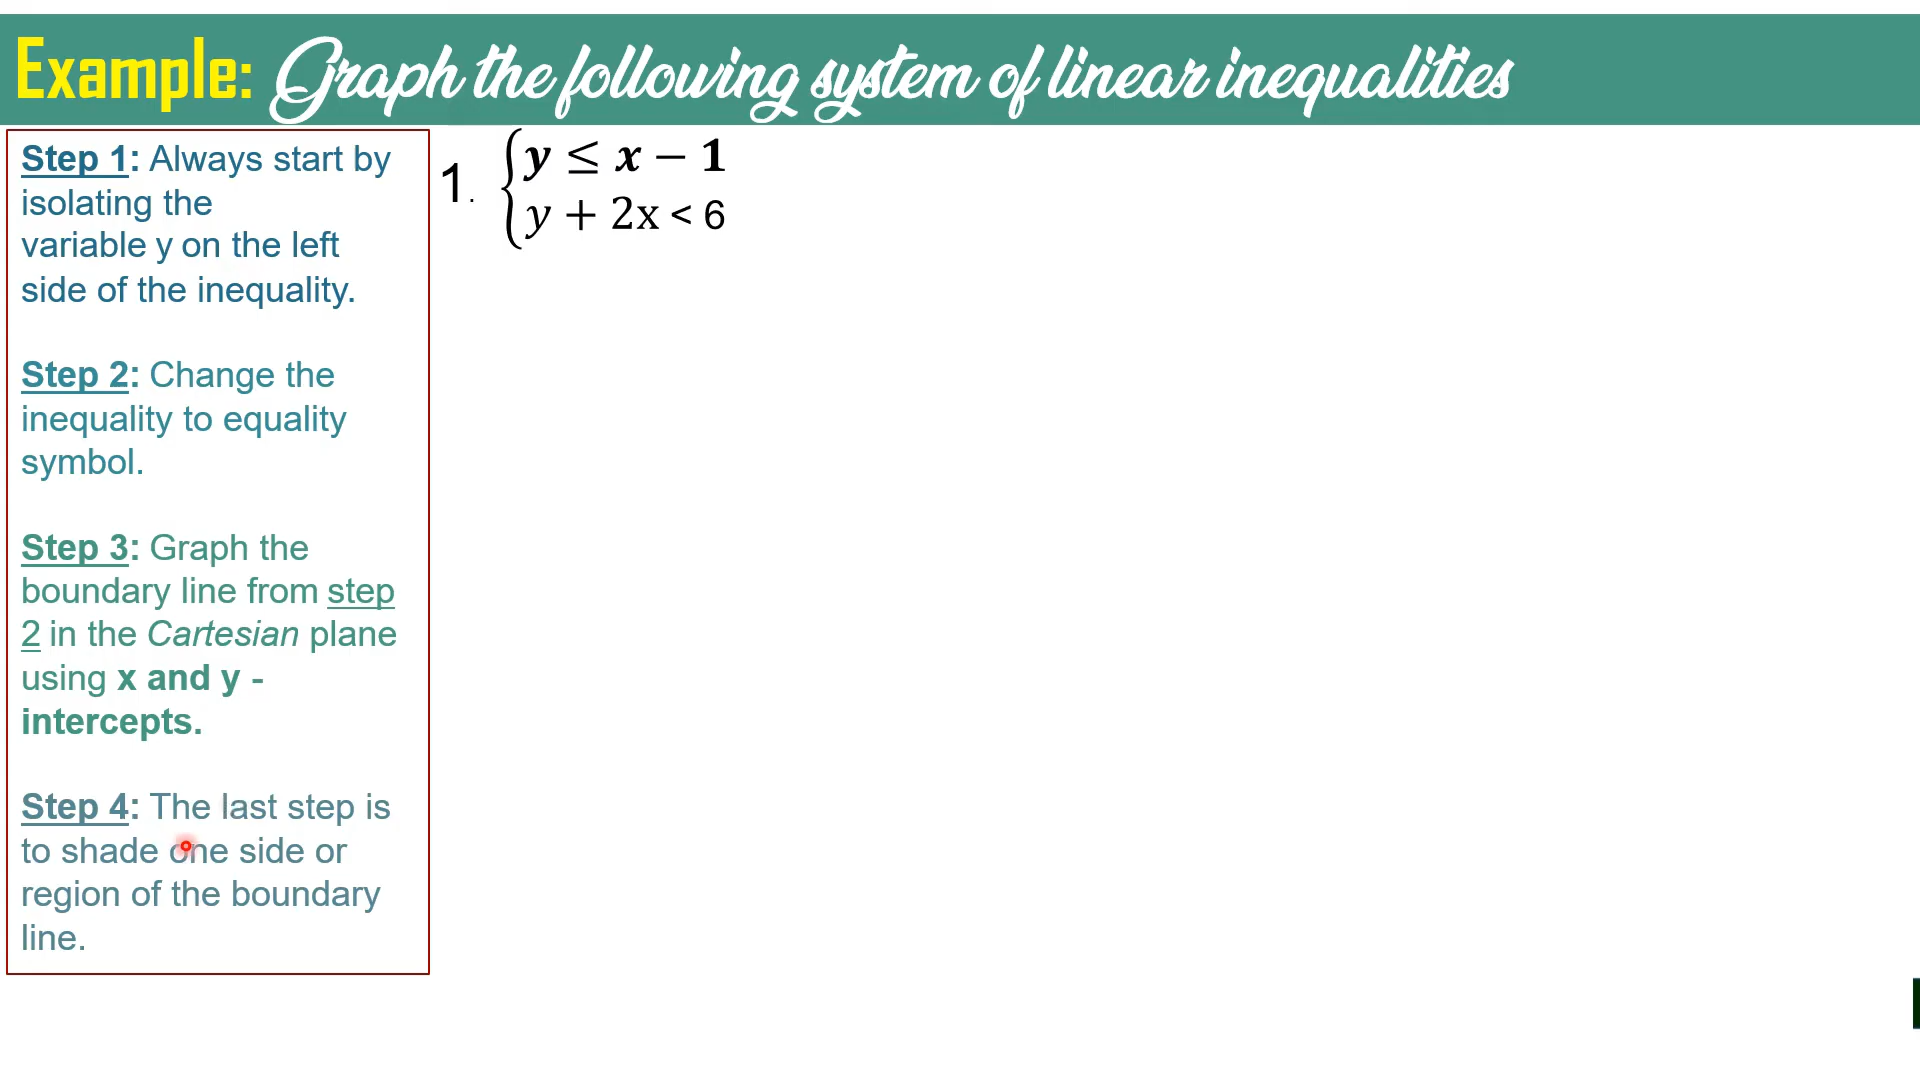 Example: Graph the following system of linear inequalities
Step 1: Always start by
isolating the
variable y on the left
side of the inequality.
Step 2: Change the
inequality to equality
symbol.
Step 3: Graph the
boundary line from step
2 in the Cartesian plane
using x and y -
intercepts.
Step 4: The last step is
to shade one side or
region of the boundary
line.
1. { y ≤ x − 1
y + 2x < 6